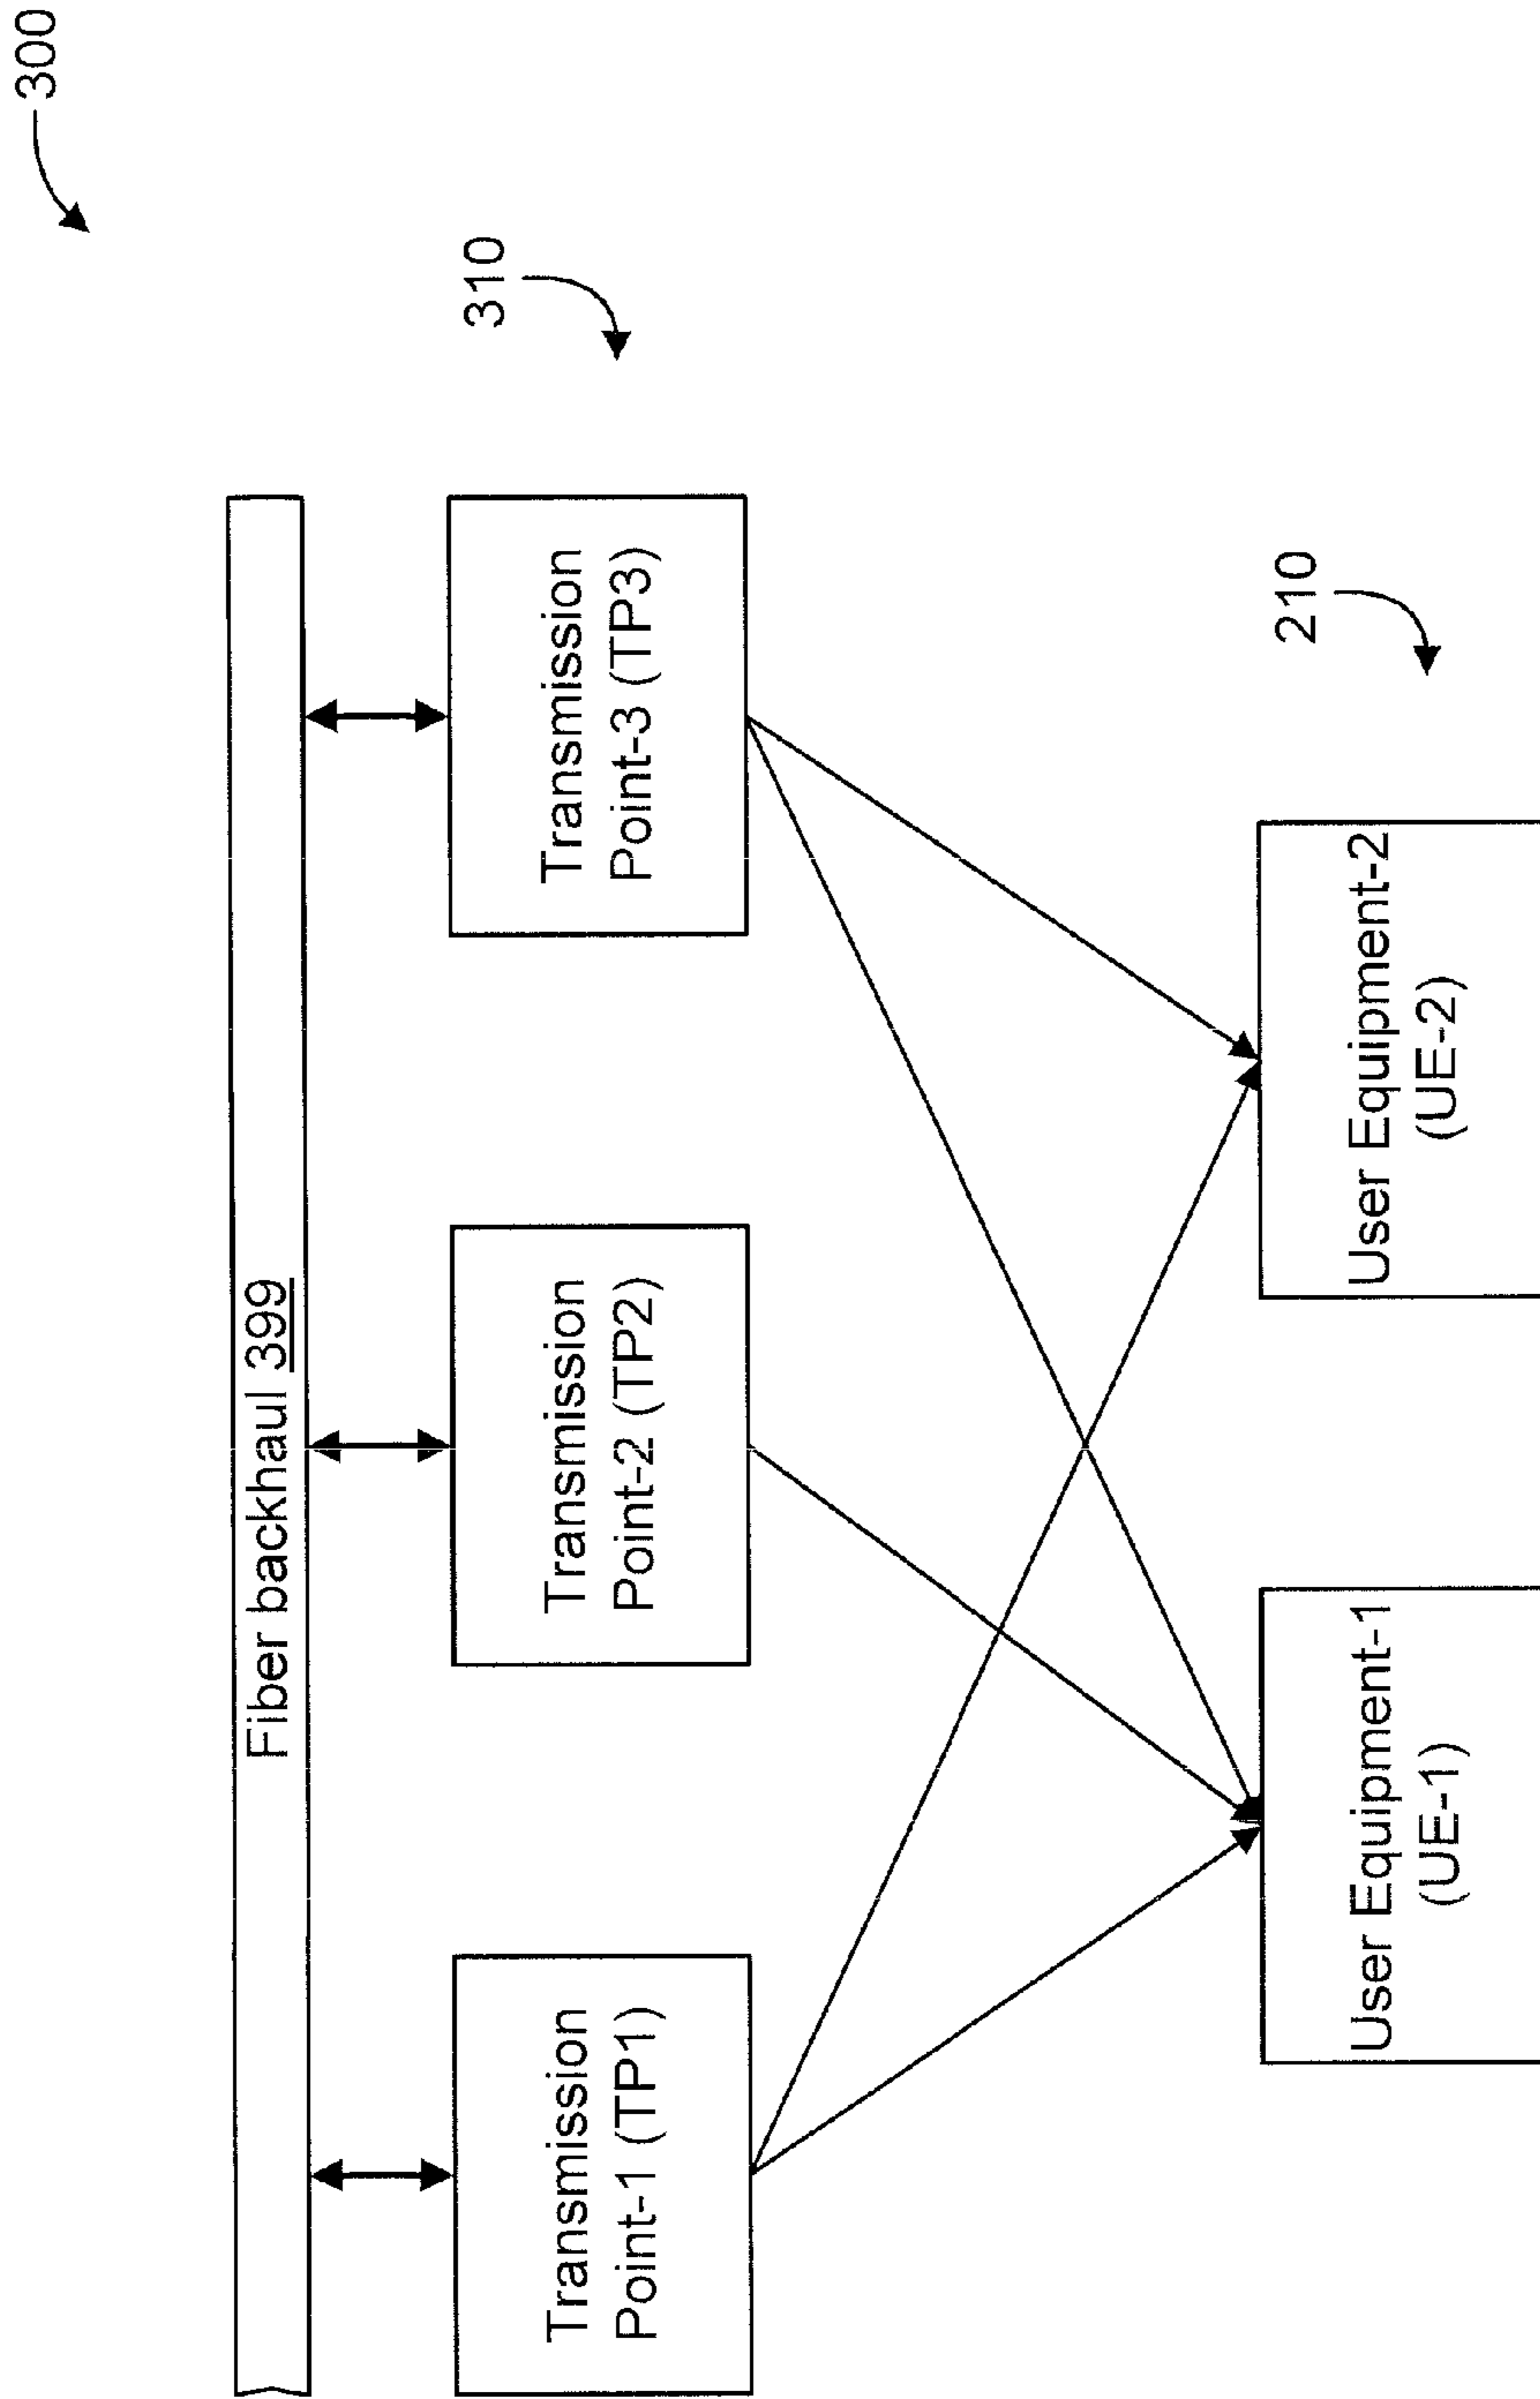 300
Fiber backhaul 399
310
Transmission
Point-1 (TP1)
Transmission
Point-2 (TP2)
Transmission
Point-3 (TP3)
210
User Equipment-1
(UE-1)
User Equipment-2
(UE-2)